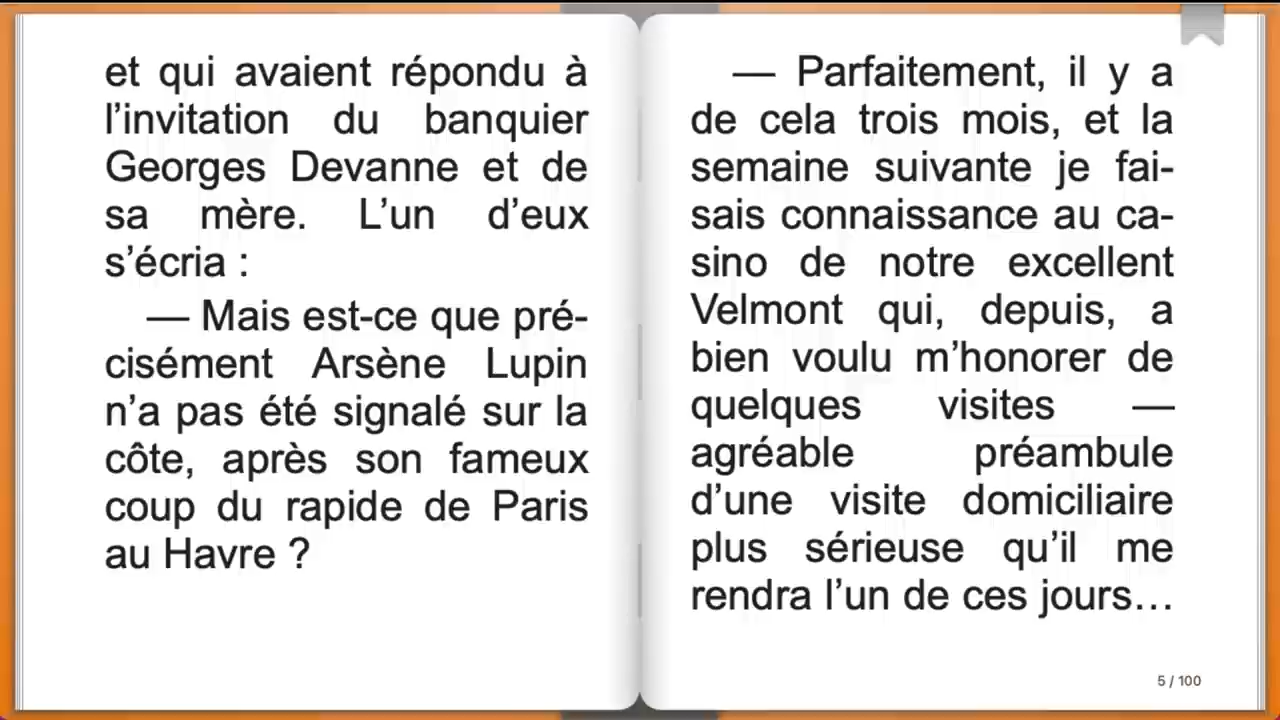 et qui avaient répondu à
l’invitation du banquier
Georges Devanne et de
sa mère. L’un d’eux
s’écria :
— Mais est-ce que pré-
cisément Arsène Lupin
n’a pas été signalé sur la
côte, après son fameux
coup du rapide de Paris
au Havre ?
— Parfaitement, il y a
de cela trois mois, et la
semaine suivante je fai-
sais connaissance au ca-
sino de notre excellent
Velmont qui, depuis, a
bien voulu m’honorer de
quelques visites —
agréable préambule
d’une visite domiciliaire
plus sérieuse qu’il me
rendra l’un de ces jours…
5 / 100